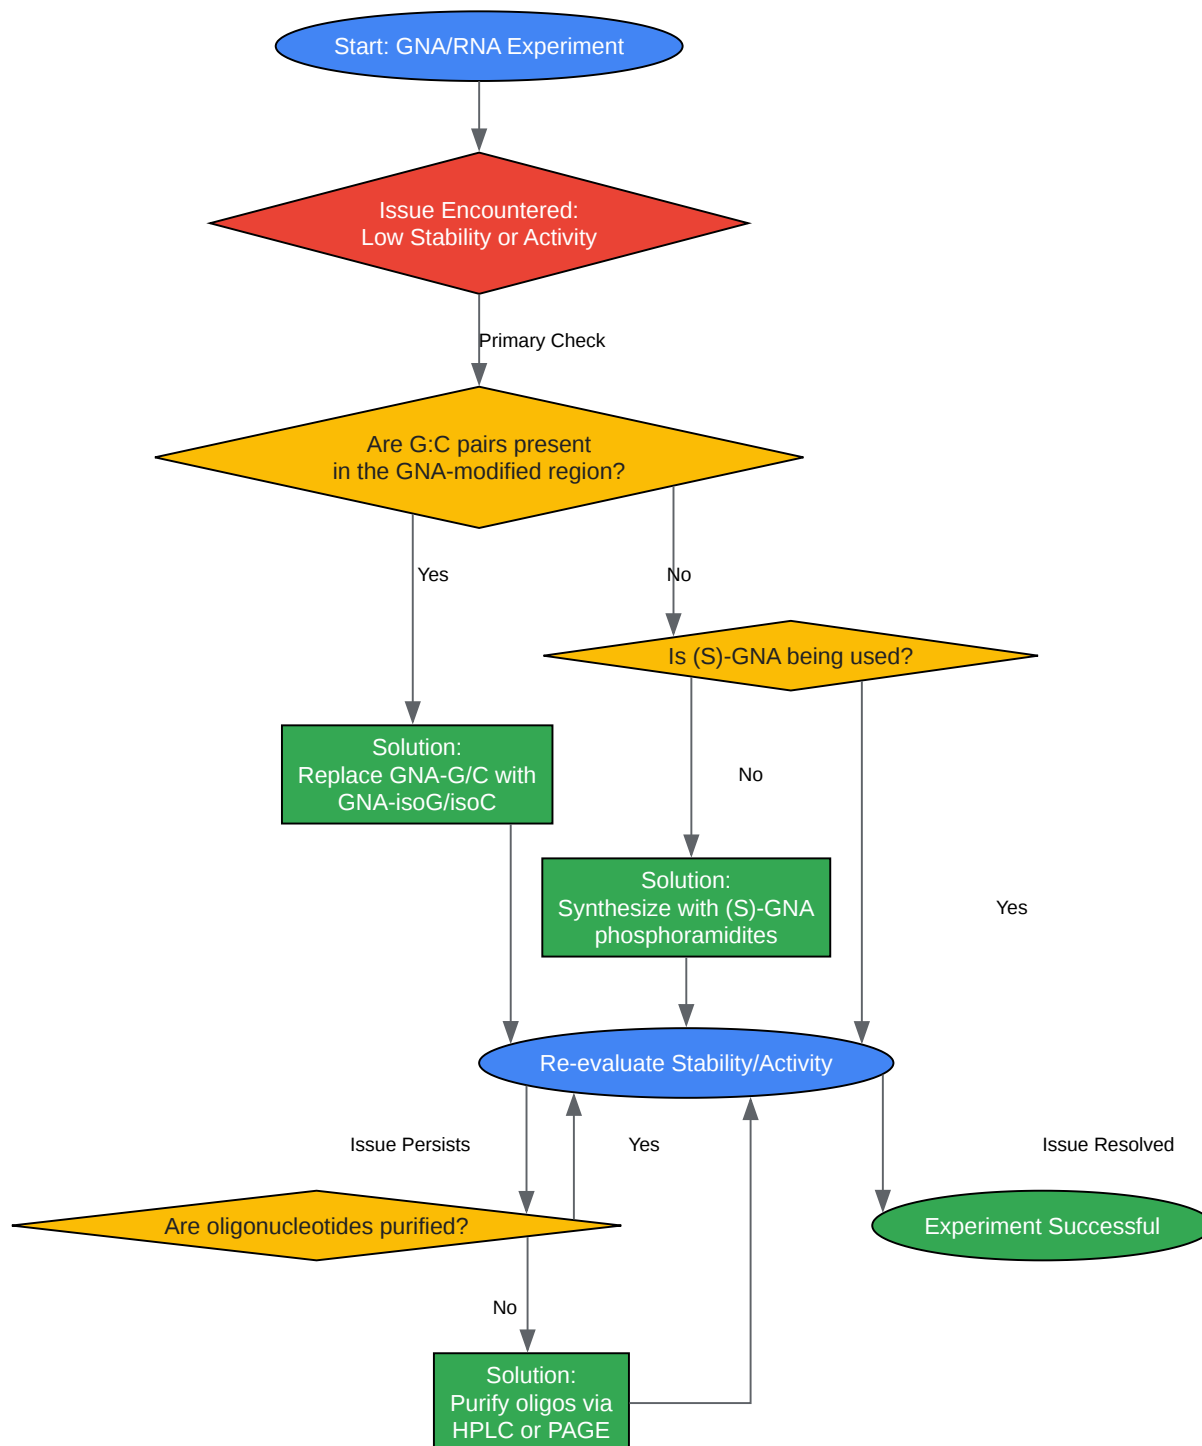 Start: GNA/RNA Experiment
Issue Encountered:
Low Stability or Activity
Primary Check
Are G:C pairs present
in the GNA-modified region?
Yes
No
Is (S)-GNA being used?
Solution:
Replace GNA-G/C with
GNA-isoG/isoC
No
Solution:
Synthesize with (S)-GNA
phosphoramidites
Yes
Re-evaluate Stability/Activity
Issue Persists
Yes
Issue Resolved
Are oligonucleotides purified?
Experiment Successful
No
Solution:
Purify oligos via
HPLC or PAGE